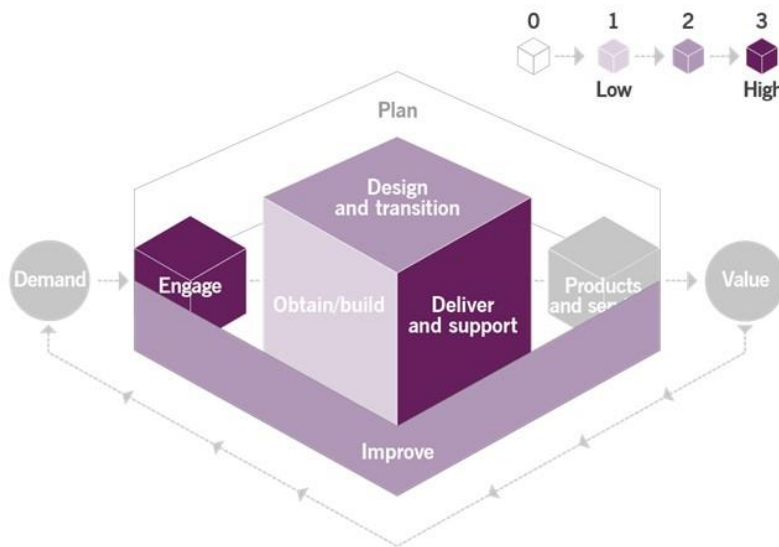 0 1 2 3
Low High
Plan
Design
and transition
Demand
Engage
Obtain/build
Deliver
and support
Products
and
Value
Improve